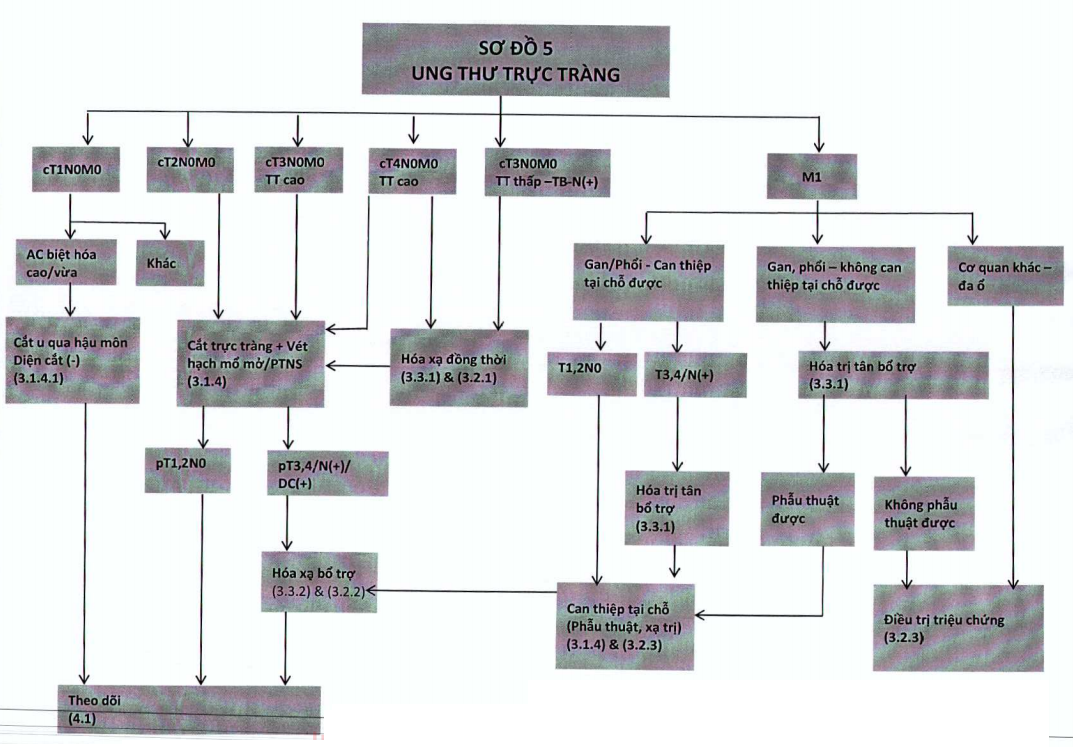 SƠ ĐỒ 5
UNG THƯ TRỰC TRÀNG
cT1N0M0
cT2N0M0
cT3N0M0
TT cao
cT4N0M0
TT cao
cT3N0M0
TT thấp –TB-N(+)
M1
AC biệt hóa
cao/vừa
Khác
Gan/Phổi - Can thiệp
tại chỗ được
Gan, phổi – không can
thiệp tại chỗ được
Cơ quan khác –
đa ổ
Cắt u qua hậu môn
Diện cắt (-)
(3.1.4.1)
Cắt trực tràng + Vét
hạch mổ mở/PTNS
(3.1.4)
Hóa xạ đồng thời
(3.3.1) & (3.2.1)
T1,2N0
T3,4/N(+)
Hóa trị tân bổ trợ
(3.3.1)
pT1,2N0
pT3,4/N(+)/
DC(+)
Hóa trị tân
bổ trợ
(3.3.1)
Phẫu thuật
được
Không phẫu
thuật được
Hóa xạ bổ trợ
(3.3.2) & (3.2.2)
Can thiệp tại chỗ
(Phẫu thuật, xạ trị)
(3.1.4) & (3.2.3)
Điều trị triệu chứng
(3.2.3)
Theo dõi
(4.1)